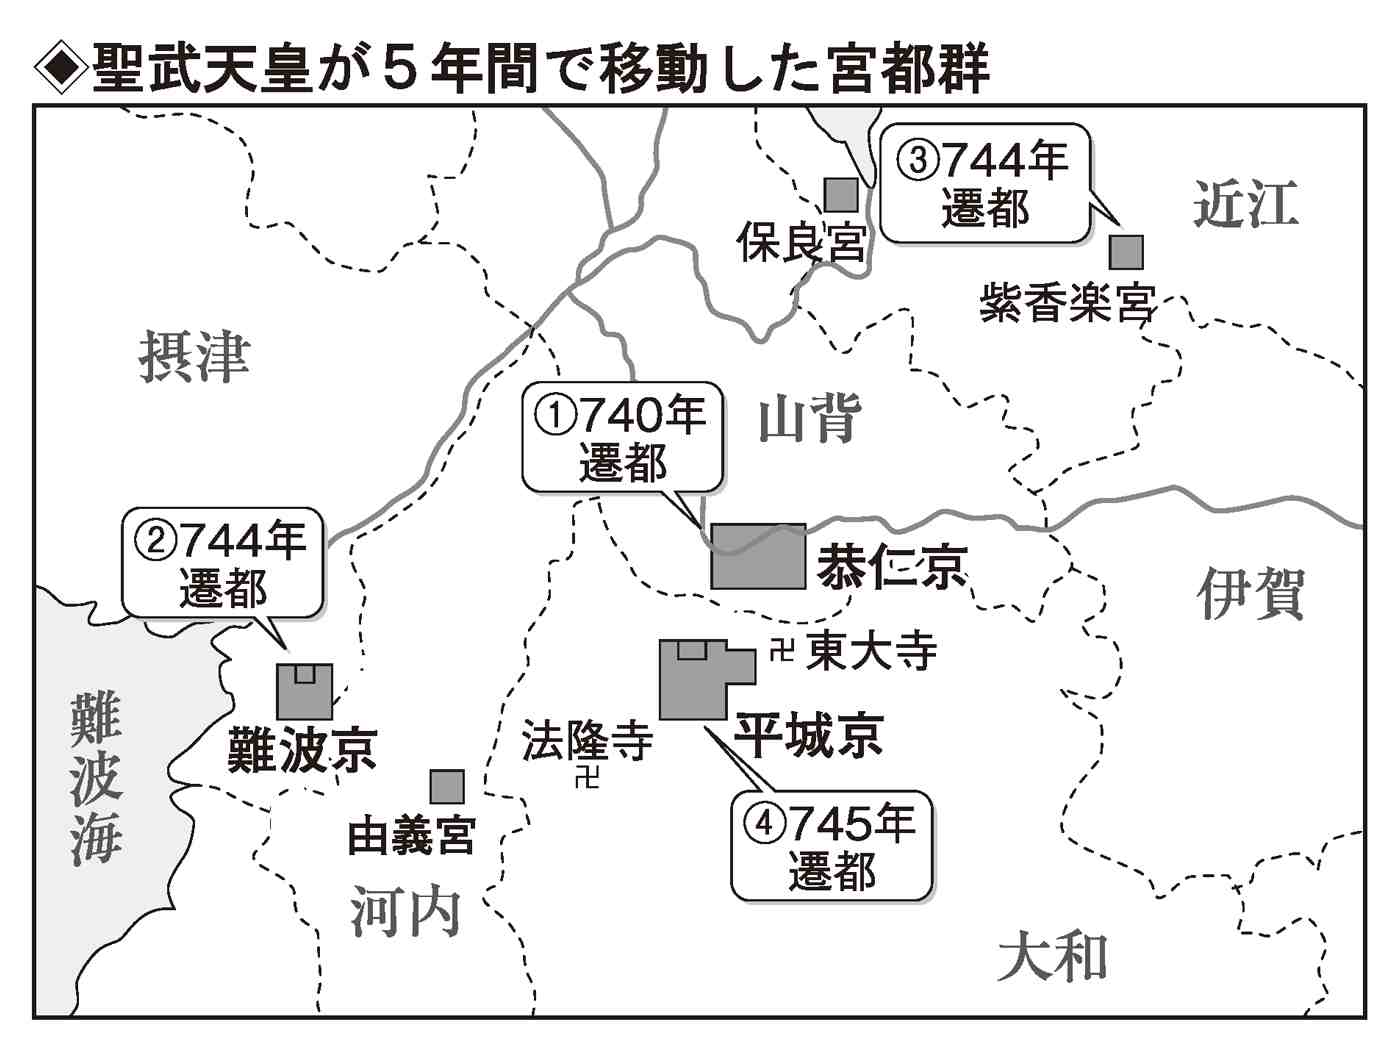 ◈聖武天皇が５年間で移動した宮都群
③744年
遷都
近江
保良宮
紫香楽宮
摂津
①740年
遷都
山背
②744年
遷都
恭仁京
伊賀
卍東大寺
難波京
法隆寺
卍
平城京
難波海
由義宮
④745年
遷都
河内
大和